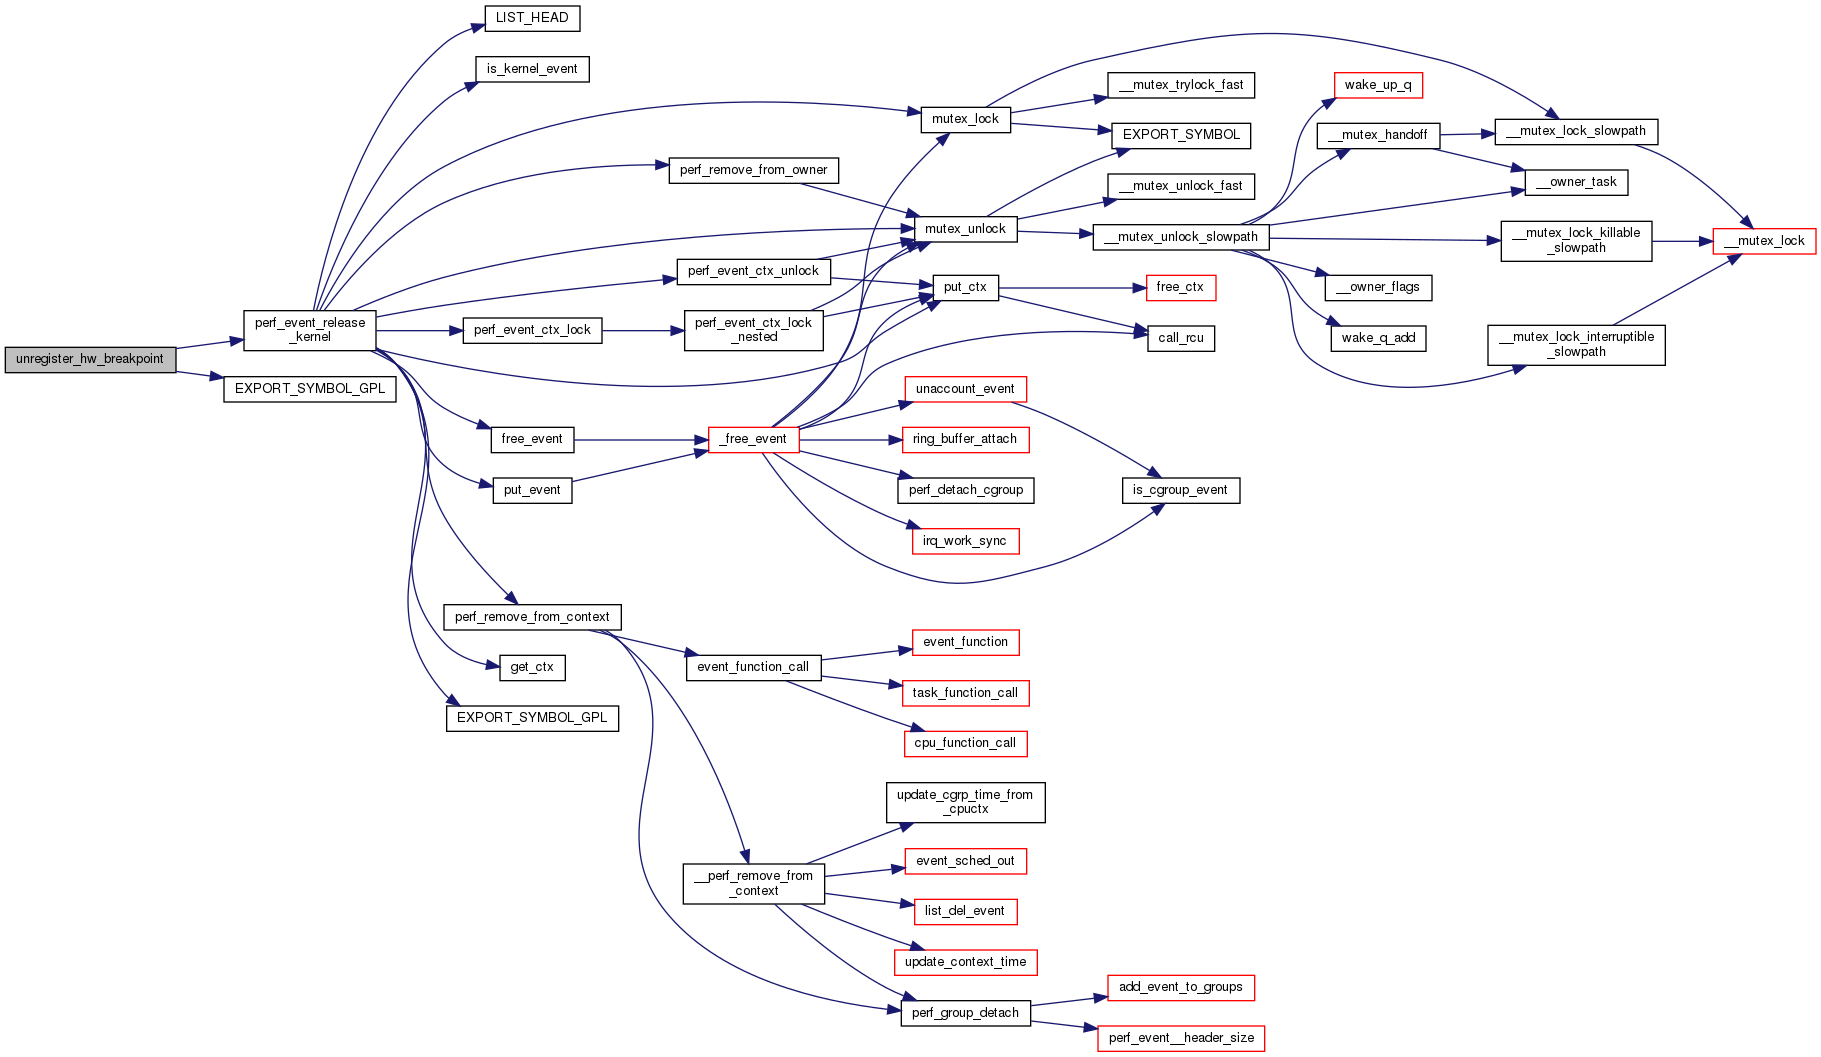 unregister_hw_breakpoint
perf_event_release
_kernel
EXPORT_SYMBOL_GPL
LIST_HEAD
is_kernel_event
mutex_lock
perf_remove_from_owner
mutex_unlock
perf_event_ctx_unlock
put_ctx
perf_event_ctx_lock
perf_event_ctx_lock
_nested
free_event
_free_event
put_event
perf_remove_from_context
get_ctx
EXPORT_SYMBOL_GPL
__mutex_trylock_fast
EXPORT_SYMBOL
__mutex_unlock_fast
__mutex_unlock_slowpath
free_ctx
call_rcu
wake_up_q
__mutex_handoff
__mutex_lock_slowpath
__owner_task
__mutex_lock_killable
_slowpath
__mutex_lock
__owner_flags
wake_q_add
__mutex_lock_interruptible
_slowpath
unaccount_event
ring_buffer_attach
perf_detach_cgroup
irq_work_sync
is_cgroup_event
event_function_call
event_function
task_function_call
cpu_function_call
__perf_remove_from
_context
update_cgrp_time_from
_cpuctx
event_sched_out
list_del_event
update_context_time
perf_group_detach
add_event_to_groups
perf_event__header_size